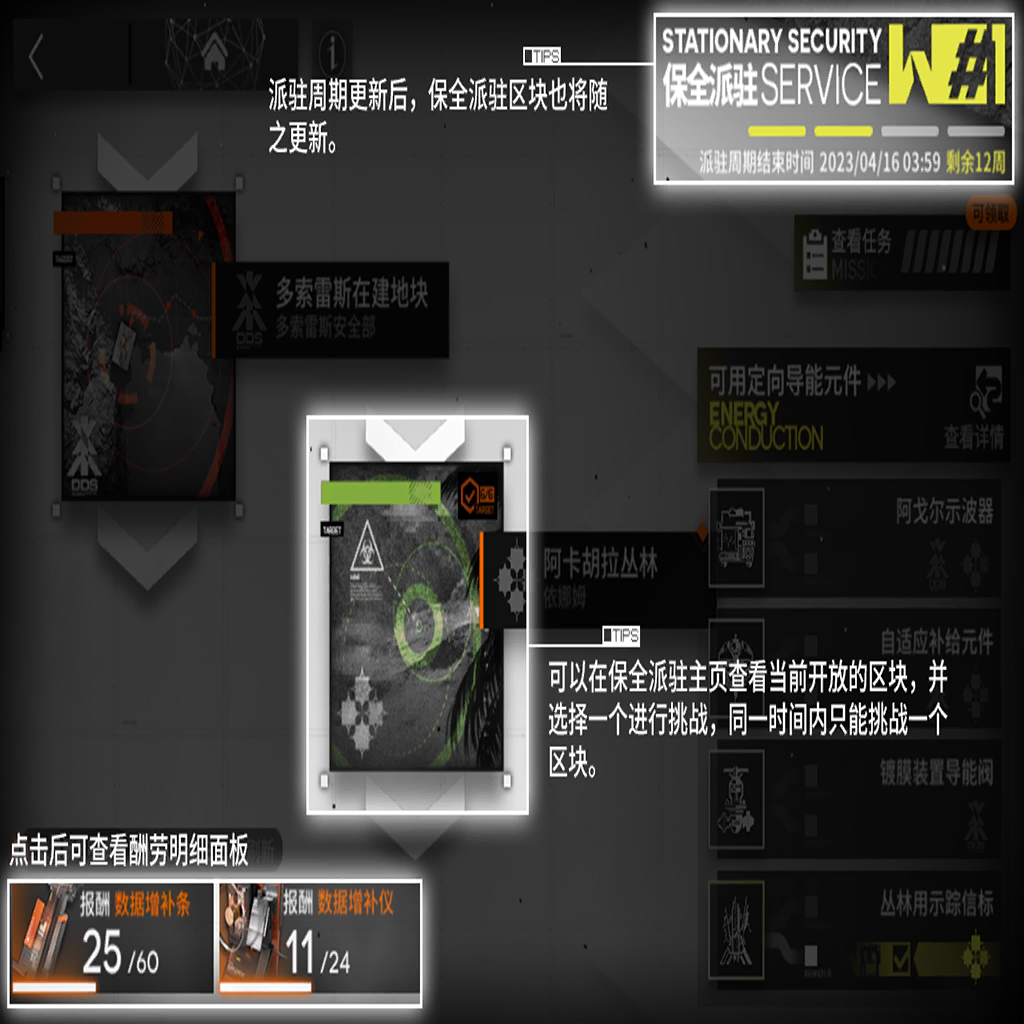 TIPS
派驻周期更新后，保全派驻区块也将随
之更新。
STATIONARY SECURITY
保全派驻SERVICE
W#1
派驻周期结束时间 2023/04/16 03:59 剩余12周
可领取
查看任务
TARGET
多索雷斯在建地块
多索雷斯安全部
DDS
DDS
可用定向导能元件
ENERGY
CONDUCTION
查看详情
6/6
TARGET
TARGET
阿戈尔示波器
阿卡胡拉丛林
依娜姆
TIPS
自适应补给元件
可以在保全派驻主页查看当前开放的区块，并
选择一个进行挑战，同一时间内只能挑战一个
区块。
镀膜装置导能阀
点击后可查看酬劳明细面板
报酬 数据增补条
25/60
报酬 数据增补仪
11/24
丛林用示踪信标